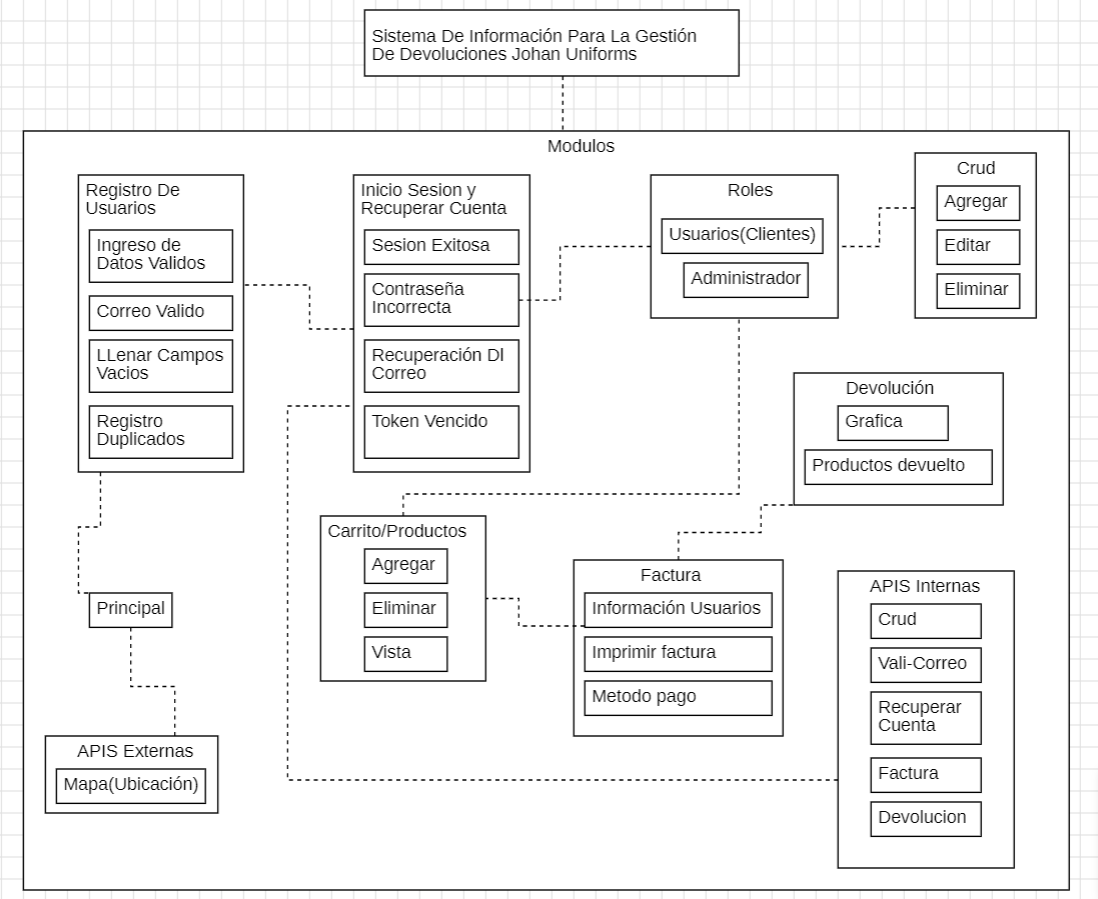 Sistema De Información Para La Gestión
De Devoluciones Johan Uniforms
Modulos
Registro De
Usuarios
Ingreso de
Datos Validos
Correo Valido
LLenar Campos
Vacios
Registro
Duplicados
Inicio Sesion y
Recuperar Cuenta
Sesion Exitosa
Contraseña
Incorrecta
Recuperación Dl
Correo
Token Vencido
Roles
Usuarios(Clientes)
Administrador
Crud
Agregar
Editar
Eliminar
Devolución
Grafica
Productos devuelto
Carrito/Productos
Agregar
Eliminar
Vista
Factura
Información Usuarios
Imprimir factura
Metodo pago
APIS Internas
Crud
Vali-Correo
Recuperar
Cuenta
Factura
Devolucion
Principal
APIS Externas
Mapa(Ubicación)